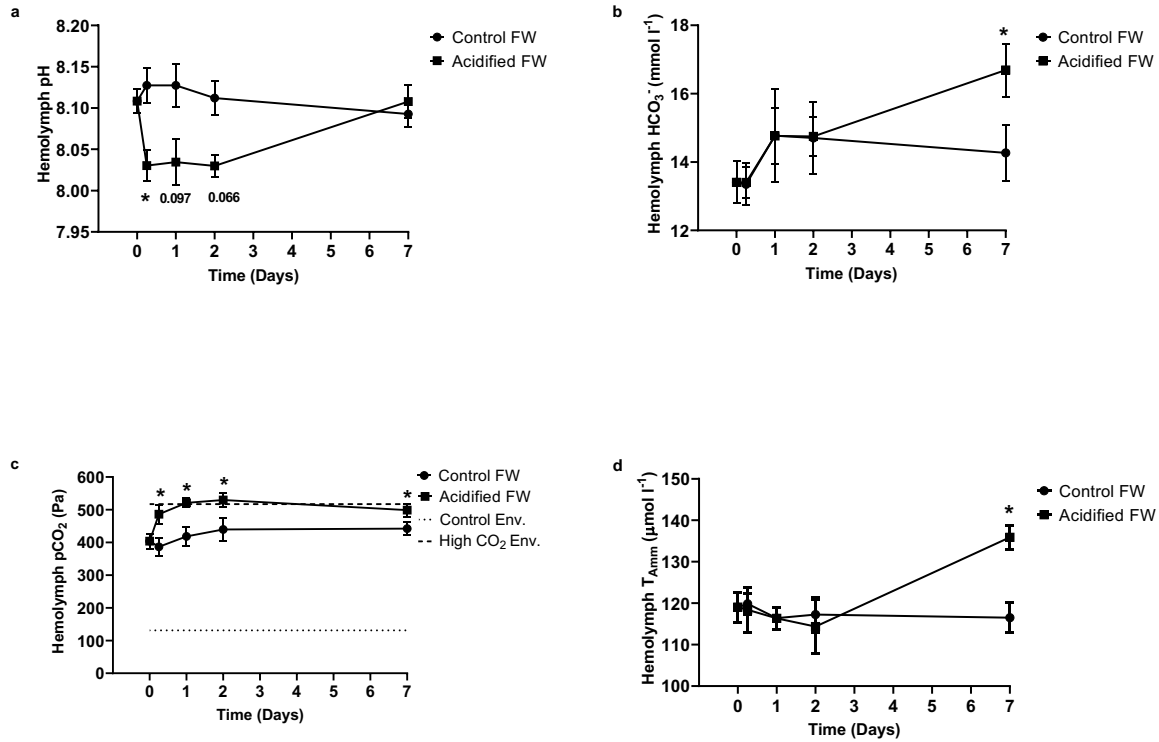 a
8.20
8.15
8.10
8.05
8.00
7.95
Hemolymph pH
* 0.097 0.066
0 1 2 3 4 5 6 7
Time (Days)
Control FW
Acidified FW
b
18
16
14
12
Hemolymph HCO₃⁻ (mmol l⁻¹)
*
0 1 2 3 4 5 6 7
Time (Days)
Control FW
Acidified FW
c
600
500
400
300
200
100
0
Hemolymph pCO₂ (Pa)
* * * *
0 1 2 3 4 5 6 7
Time (Days)
Control FW
Acidified FW
Control Env.
High CO₂ Env.
d
150
140
130
120
110
100
Hemolymph T_Amm (μmol l⁻¹)
*
0 1 2 3 4 5 6 7
Time (Days)
Control FW
Acidified FW